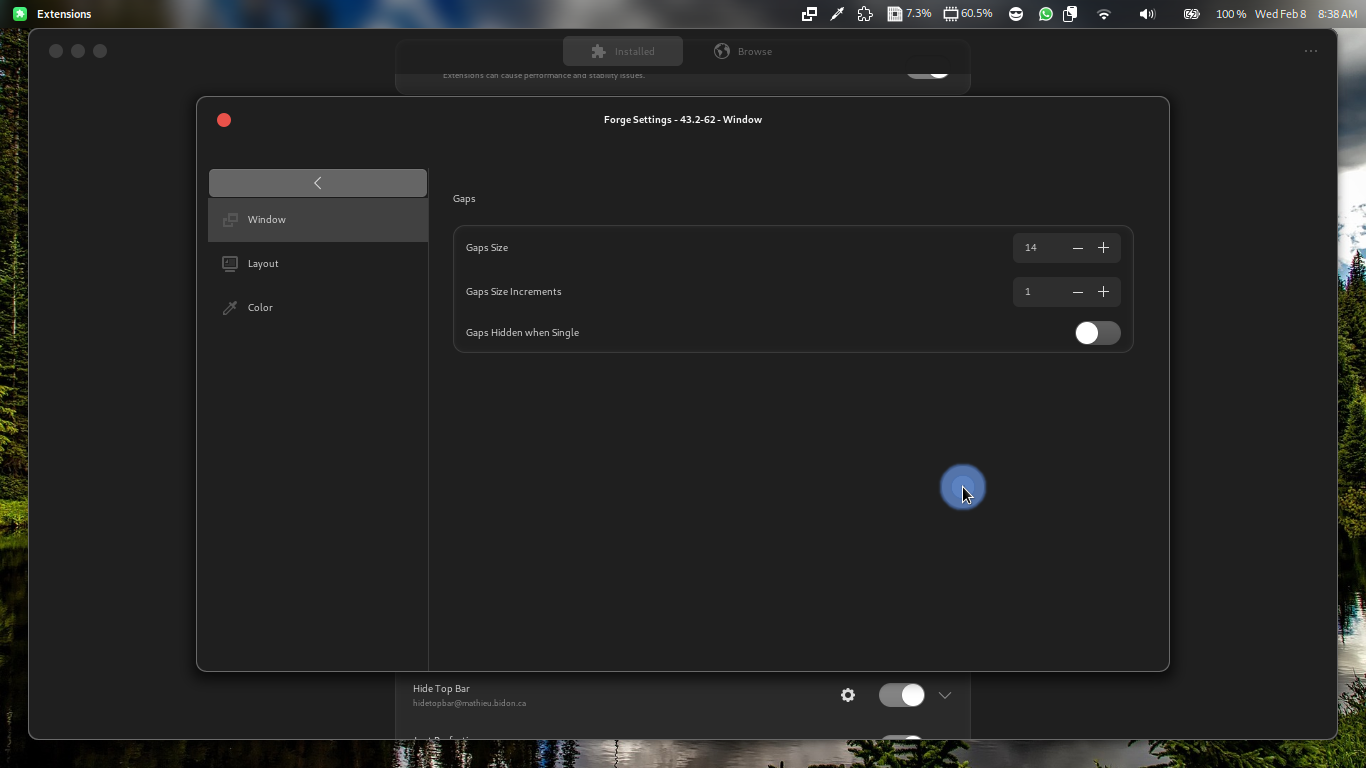 Extensions
7.3%
60.5%
100 %
Wed Feb 8
8:38 AM
Installed
Browse
Extensions can cause performance and stability issues.
Forge Settings - 43.2-62 - Window
Window
Layout
Color
Gaps
Gaps Size
14
Gaps Size Increments
1
Gaps Hidden when Single
Hide Top Bar
hidetopbar@mathieu.bidon.ca